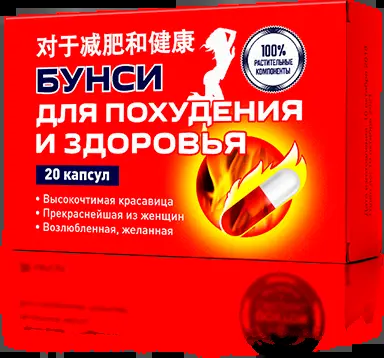 对于减肥和健康
БУНСИ
ДЛЯ ПОХУДЕНИЯ
И ЗДОРОВЬЯ
100%
РАСТИТЕЛЬНЫЕ
КОМПОНЕНТЫ
20 капсул
• Высокочтимая красавица
• Прекраснейшая из женщин
• Возлюбленная, желанная